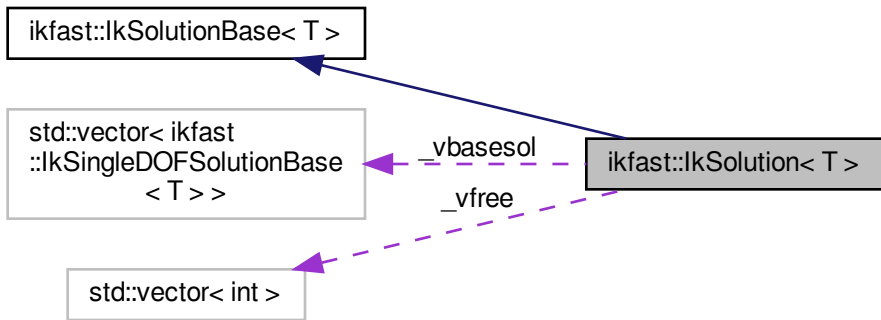 ikfast::IkSolutionBase< T >
std::vector< ikfast
::IkSingleDOFSolutionBase
< T > >
_vbasesol
ikfast::IkSolution< T >
_vfree
std::vector< int >